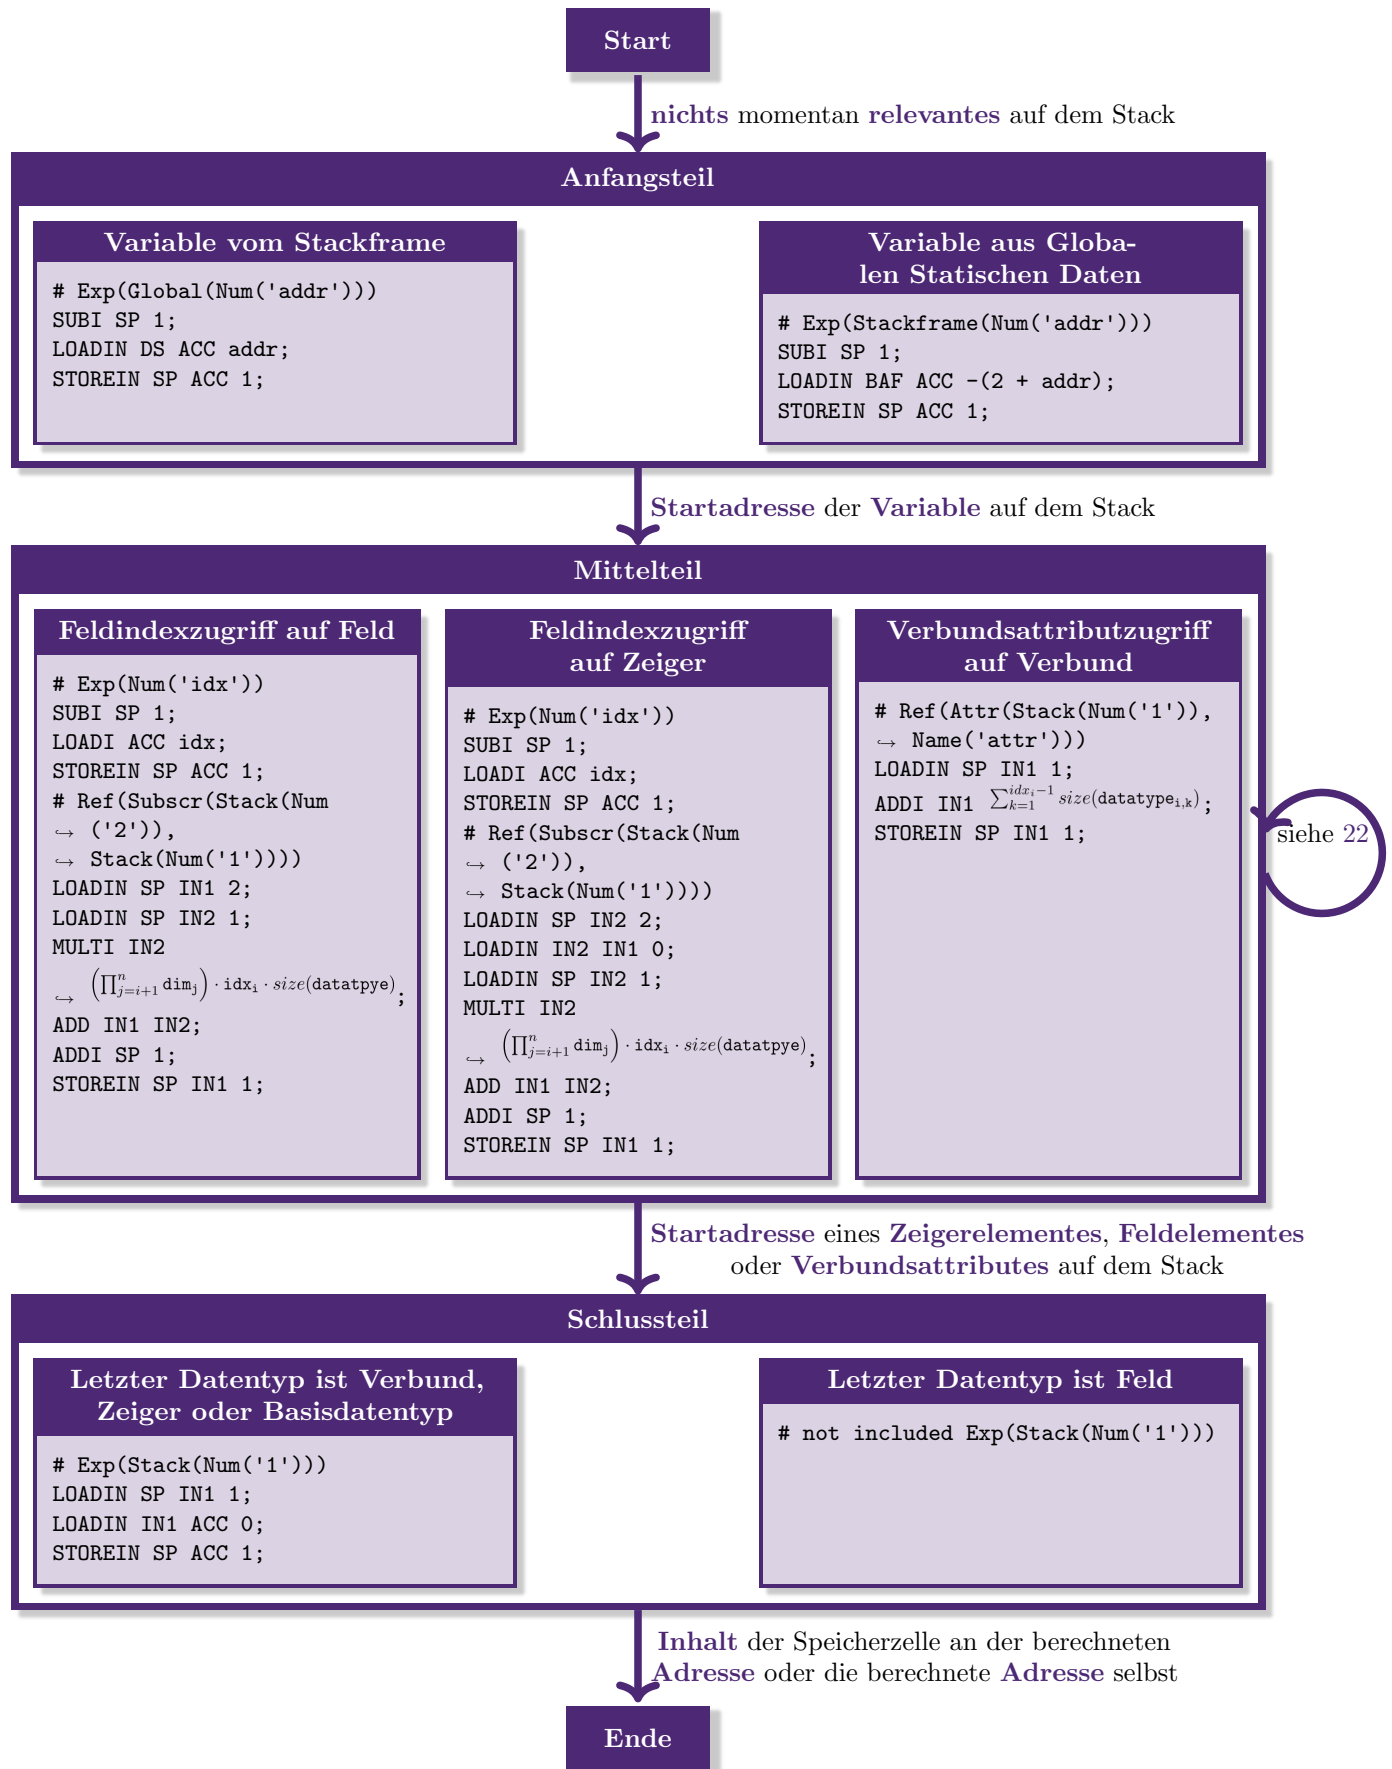 Start
nichts momentan relevantes auf dem Stack
Anfangsteil
Variable vom Stackframe
# Exp(Global(Num('addr')))
SUBI SP 1;
LOADIN DS ACC addr;
STOREIN SP ACC 1;
Variable aus Globa-
len Statischen Daten
# Exp(Stackframe(Num('addr')))
SUBI SP 1;
LOADIN BAF ACC -(2 + addr);
STOREIN SP ACC 1;
Startadresse der Variable auf dem Stack
Mittelteil
Feldindexzugriff auf Feld
# Exp(Num('idx'))
SUBI SP 1;
LOADI ACC idx;
STOREIN SP ACC 1;
# Ref(Subscr(Stack(Num
↪ ('2')),
↪ Stack(Num('1'))))
LOADIN SP IN1 2;
LOADIN SP IN2 1;
MULTI IN2
↪ (∏_{j=i+1}^{n} dim_j) · idx_i · size(datatpye);
ADD IN1 IN2;
ADDI SP 1;
STOREIN SP IN1 1;
Feldindexzugriff
auf Zeiger
# Exp(Num('idx'))
SUBI SP 1;
LOADI ACC idx;
STOREIN SP ACC 1;
# Ref(Subscr(Stack(Num
↪ ('2')),
↪ Stack(Num('1'))))
LOADIN SP IN2 2;
LOADIN IN2 IN1 0;
LOADIN SP IN2 1;
MULTI IN2
↪ (∏_{j=i+1}^{n} dim_j) · idx_i · size(datatpye);
ADD IN1 IN2;
ADDI SP 1;
STOREIN SP IN1 1;
Verbundsattributzugriff
auf Verbund
# Ref(Attr(Stack(Num('1')),
↪ Name('attr')))
LOADIN SP IN1 1;
ADDI IN1 ∑_{k=1}^{idx_i−1} size(datatype_{i,k});
STOREIN SP IN1 1;
siehe 22
Startadresse eines Zeigerelementes, Feldelementes
oder Verbundsattributes auf dem Stack
Schlussteil
Letzter Datentyp ist Verbund,
Zeiger oder Basisdatentyp
# Exp(Stack(Num('1')))
LOADIN SP IN1 1;
LOADIN IN1 ACC 0;
STOREIN SP ACC 1;
Letzter Datentyp ist Feld
# not included Exp(Stack(Num('1')))
Inhalt der Speicherzelle an der berechneten
Adresse oder die berechnete Adresse selbst
Ende